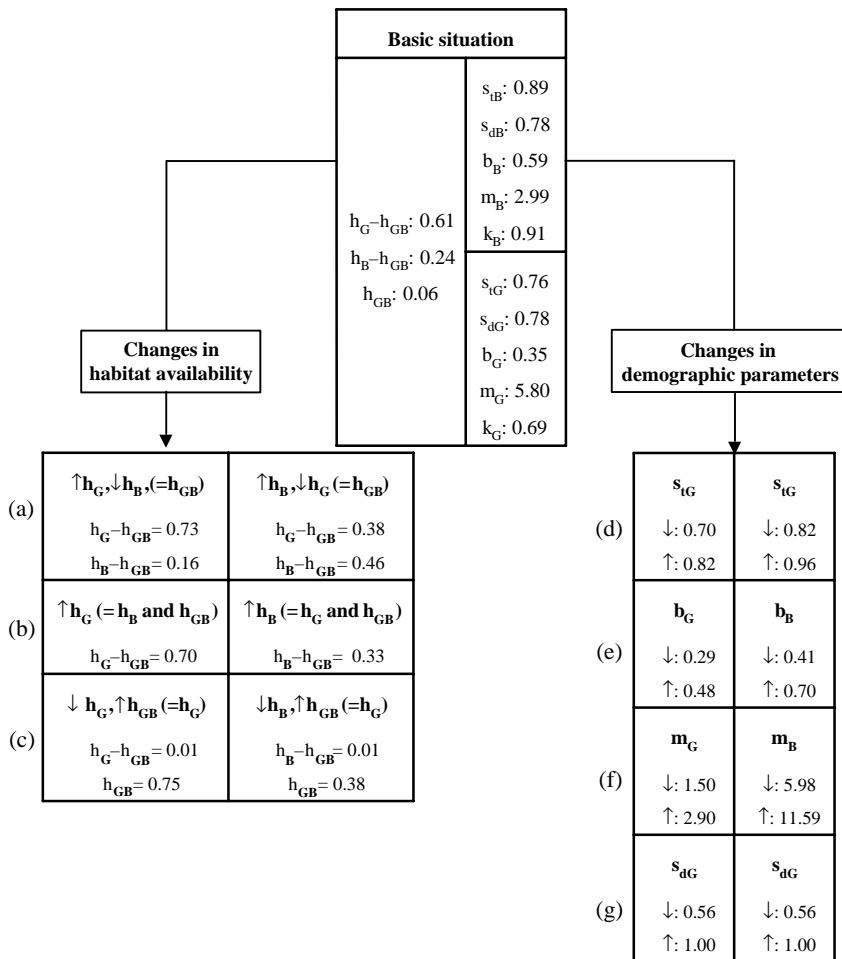 Basic situation
h_G–h_GB: 0.61
h_B–h_GB: 0.24
h_GB: 0.06
s_tB: 0.89
s_dB: 0.78
b_B: 0.59
m_B: 2.99
k_B: 0.91
s_tG: 0.76
s_dG: 0.78
b_G: 0.35
m_G: 5.80
k_G: 0.69
Changes in
habitat availability
Changes in
demographic parameters
(a)
↑h_G,↓h_B,(=h_GB)
h_G–h_GB= 0.73
h_B–h_GB= 0.16
↑h_B,↓h_G (=h_GB)
h_G–h_GB= 0.38
h_B–h_GB= 0.46
(b)
↑h_G (=h_B and h_GB)
h_G–h_GB= 0.70
↑h_B (=h_G and h_GB)
h_B–h_GB= 0.33
(c)
↓ h_G,↑h_GB (=h_G)
h_G–h_GB= 0.01
h_GB= 0.75
↓h_B,↑h_GB (=h_G)
h_B–h_GB= 0.01
h_GB= 0.38
(d)
s_tG
↓: 0.70
↑: 0.82
s_tG
↓: 0.82
↑: 0.96
(e)
b_G
↓: 0.29
↑: 0.48
b_B
↓: 0.41
↑: 0.70
(f)
m_G
↓: 1.50
↑: 2.90
m_B
↓: 5.98
↑: 11.59
(g)
s_dG
↓: 0.56
↑: 1.00
s_dG
↓: 0.56
↑: 1.00